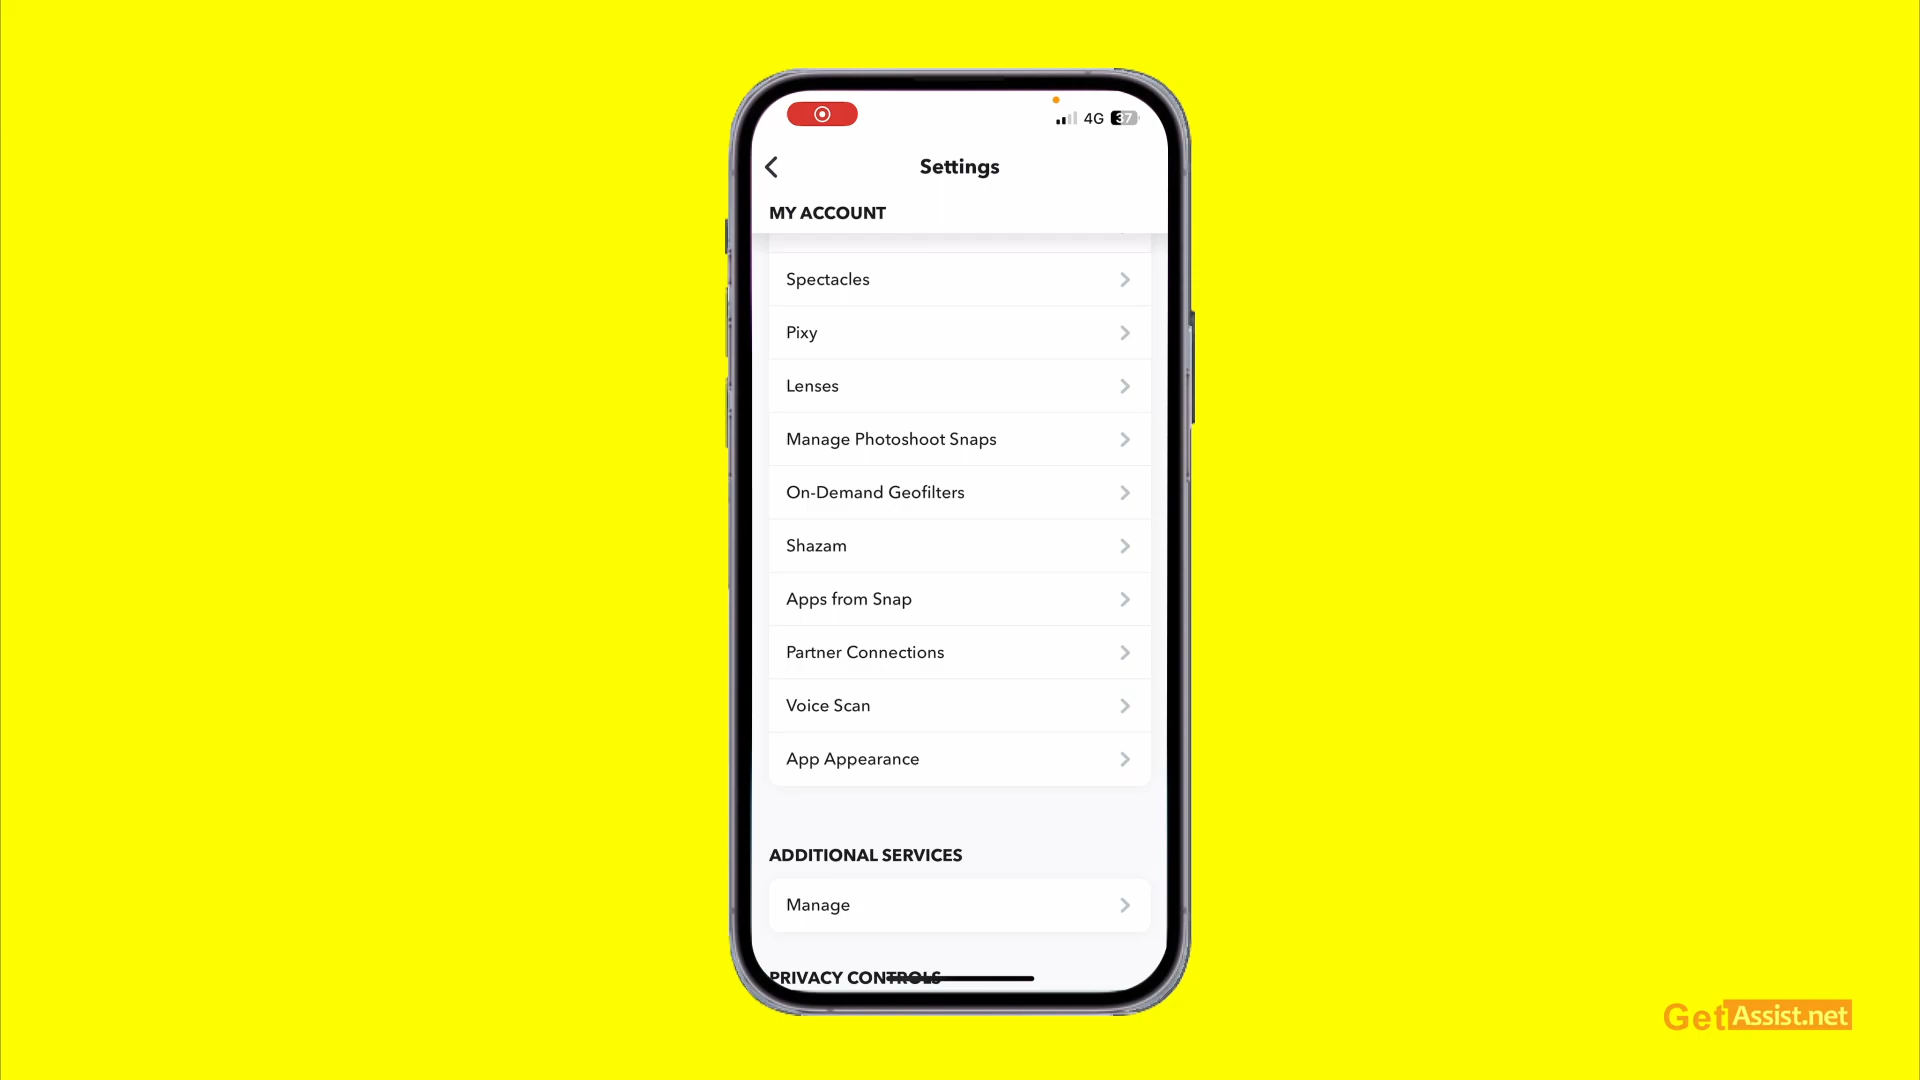 4G 37
Settings
MY ACCOUNT
Spectacles
Pixy
Lenses
Manage Photoshoot Snaps
On-Demand Geofilters
Shazam
Apps from Snap
Partner Connections
Voice Scan
App Appearance
ADDITIONAL SERVICES
Manage
PRIVACY CONTROLS
GetAssist.net